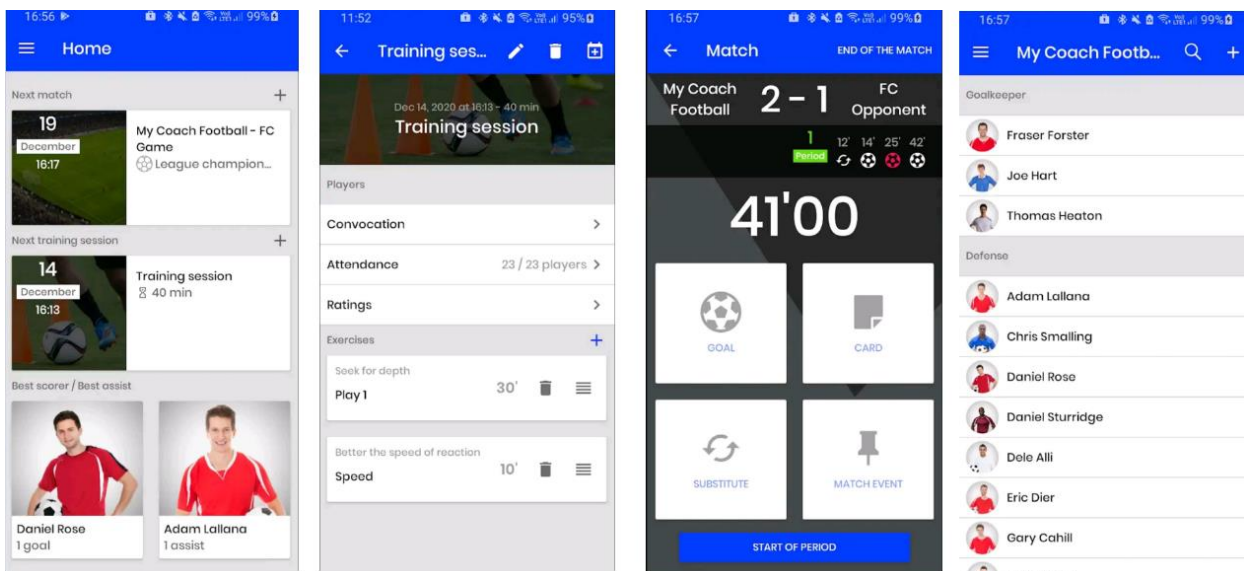 16:56 99%
Home
Next match +
19
December
16:17
My Coach Football - FC
Game
League champion...
Next training session +
14
December
16:13
Training session
40 min
Best scorer / Best assist
Daniel Rose
1 goal
Adam Lallana
1 assist
11:52 95%
Training ses...
Dec 14, 2020 at 16:13 - 40 min
Training session
Players
Convocation
Attendance 23 / 23 players
Ratings
Exercises +
Seek for depth
Play 1
30'
Better the speed of reaction
Speed
10'
16:57 99%
Match END OF THE MATCH
My Coach
Football
2 - 1
FC
Opponent
1
Period
12' 14' 25' 42'
41'00
GOAL
CARD
SUBSTITUTE
MATCH EVENT
START OF PERIOD
16:57 99%
My Coach Footb... +
Goalkeeper
Fraser Forster
Joe Hart
Thomas Heaton
Defense
Adam Lallana
Chris Smalling
Daniel Rose
Daniel Sturridge
Dele Alli
Eric Dier
Gary Cahill